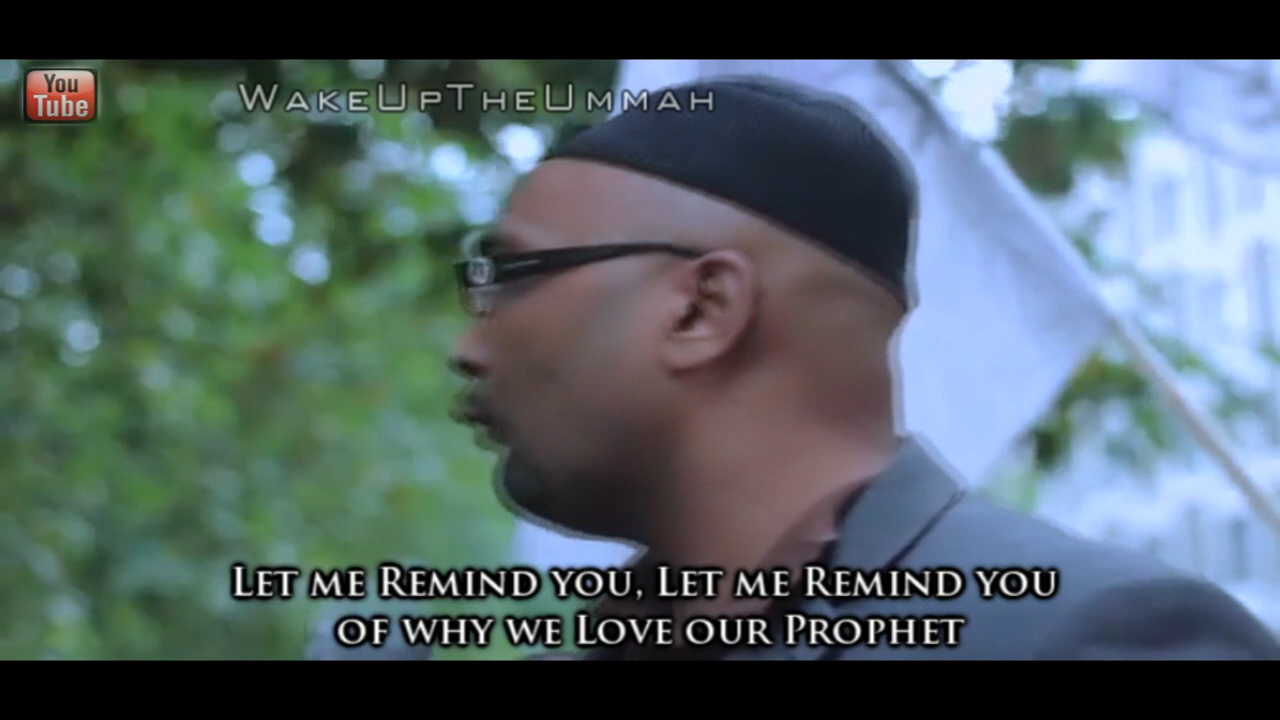 You
Tube
WakeUpTheUmmah
Let me Remind you, Let me Remind you
of why we Love our Prophet